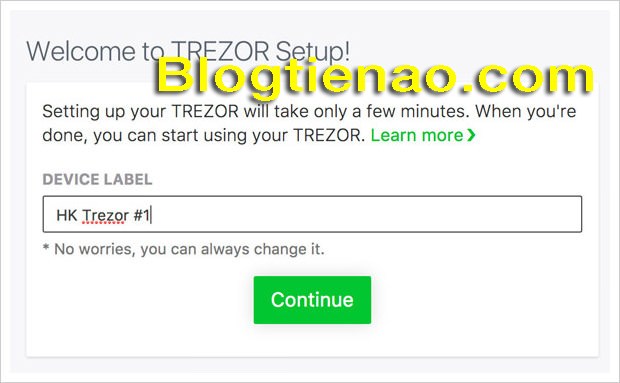 Welcome to TREZOR Setup!
Blogtienao.com
Setting up your TREZOR will take only a few minutes. When you're
done, you can start using your TREZOR. Learn more ❯
DEVICE LABEL
HK Trezor #1
* No worries, you can always change it.
Continue